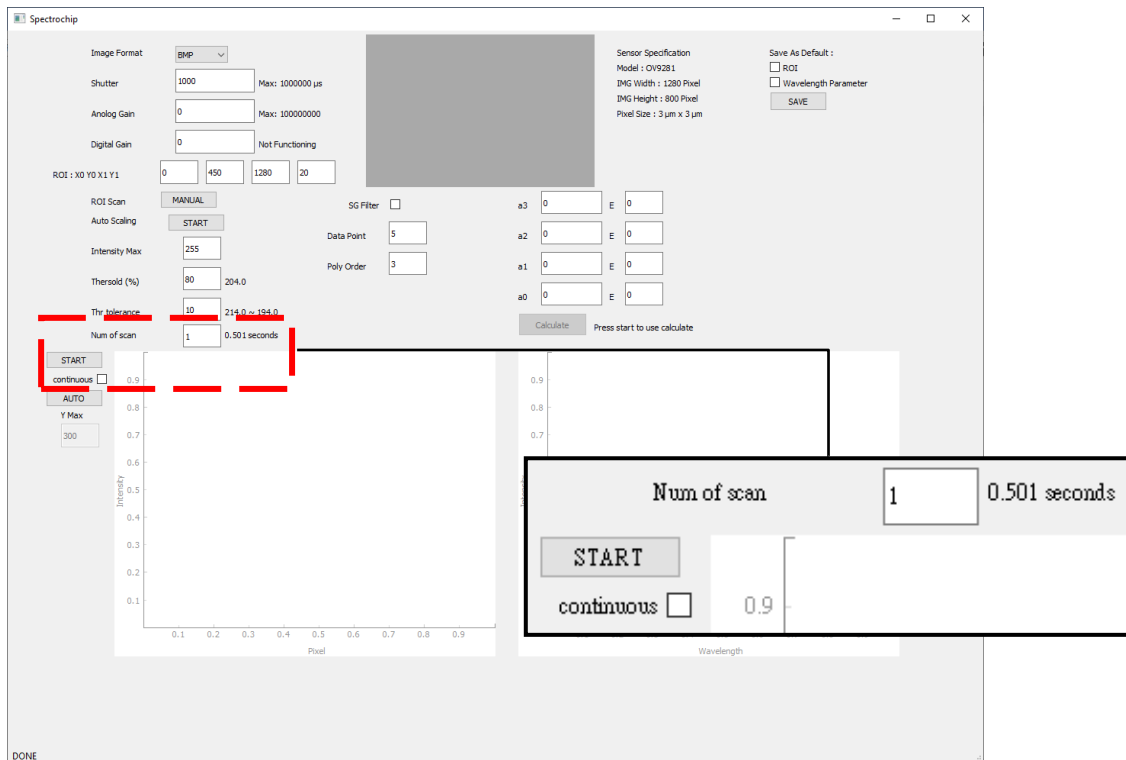 Spectrochip
Image Format BMP
Shutter 1000 Max: 1000000 µs
Anolog Gain 0 Max: 100000000
Digital Gain 0 Not Functioning
ROI : X0 Y0 X1 Y1 0 450 1280 20
ROI Scan MANUAL
Auto Scaling START
Intensity Max 255
Thersold (%) 80 204.0
Thr tolerance 10 214.0 ~ 194.0
Num of scan 1 0.501 seconds
SG Filter
Data Point 5
Poly Order 3
Sensor Specification
Model : OV9281
IMG Width : 1280 Pixel
IMG Height : 800 Pixel
Pixel Size : 3 µm x 3 µm
Save As Default :
ROI
Wavelength Parameter
SAVE
a3 0 E 0
a2 0 E 0
a1 0 E 0
a0 0 E 0
Calculate Press start to use calculate
START
continuous
AUTO
Y Max
300
0.9
0.8
0.7
0.6
0.5
0.4
0.3
0.2
0.1
Intensity
0.1 0.2 0.3 0.4 0.5 0.6 0.7 0.8 0.9
Pixel
0.9
0.8
0.7
Wavelength
Num of scan 1 0.501 seconds
START
continuous 0.9
DONE